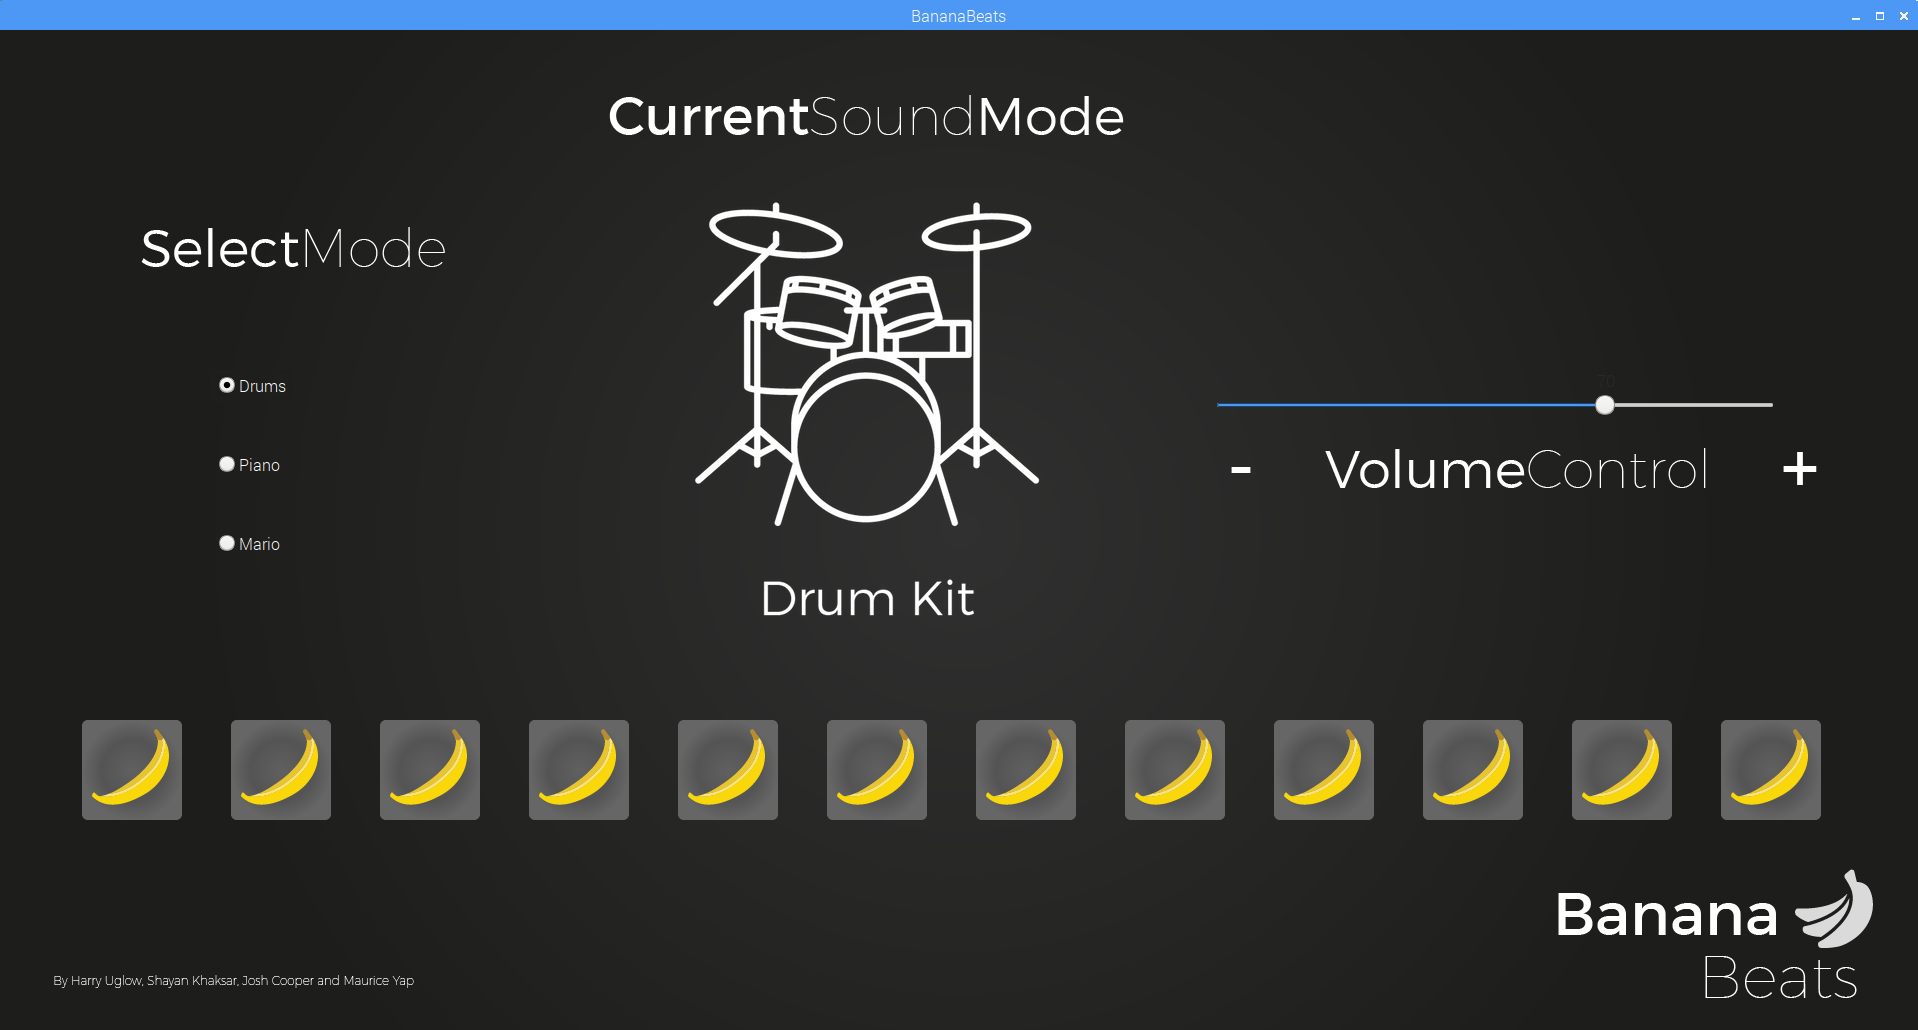 BananaBeats
CurrentSoundMode
SelectMode
Drums
Piano
Mario
70
- VolumeControl +
Drum Kit
Banana
Beats
By Harry Uglow, Shayan Khaksar, Josh Cooper and Maurice Yap